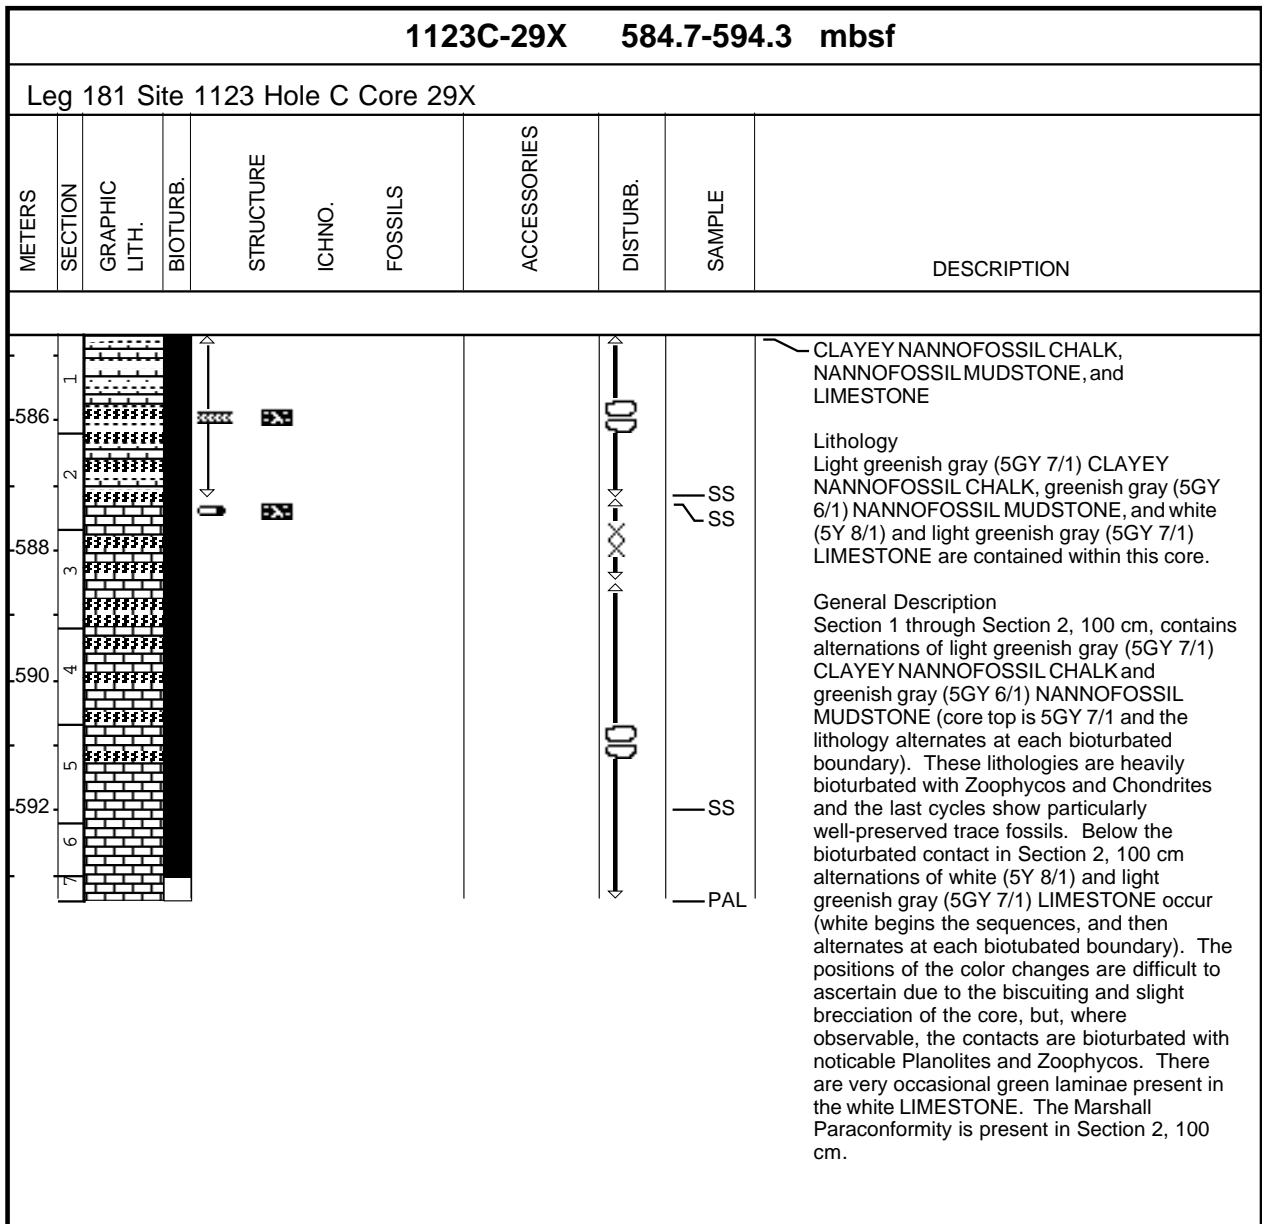 1123C-29X 584.7-594.3 mbsf
Leg 181 Site 1123 Hole C Core 29X
METERS
SECTION
GRAPHIC
LITH.
BIOTURB.
STRUCTURE
ICHNO.
FOSSILS
ACCESSORIES
DISTURB.
SAMPLE
DESCRIPTION
1
586
2
588
3
4
590
5
592
6
7
SS
SS
SS
PAL
CLAYEY NANNOFOSSIL CHALK,
NANNOFOSSIL MUDSTONE, and
LIMESTONE
Lithology
Light greenish gray (5GY 7/1) CLAYEY
NANNOFOSSIL CHALK, greenish gray (5GY
6/1) NANNOFOSSIL MUDSTONE, and white
(5Y 8/1) and light greenish gray (5GY 7/1)
LIMESTONE are contained within this core.
General Description
Section 1 through Section 2, 100 cm, contains
alternations of light greenish gray (5GY 7/1)
CLAYEY NANNOFOSSIL CHALK and
greenish gray (5GY 6/1) NANNOFOSSIL
MUDSTONE (core top is 5GY 7/1 and the
lithology alternates at each bioturbated
boundary). These lithologies are heavily
bioturbated with Zoophycos and Chondrites
and the last cycles show particularly
well-preserved trace fossils. Below the
bioturbated contact in Section 2, 100 cm
alternations of white (5Y 8/1) and light
greenish gray (5GY 7/1) LIMESTONE occur
(white begins the sequences, and then
alternates at each biotubated boundary). The
positions of the color changes are difficult to
ascertain due to the biscuiting and slight
brecciation of the core, but, where
observable, the contacts are bioturbated with
noticable Planolites and Zoophycos. There
are very occasional green laminae present in
the white LIMESTONE. The Marshall
Paraconformity is present in Section 2, 100
cm.